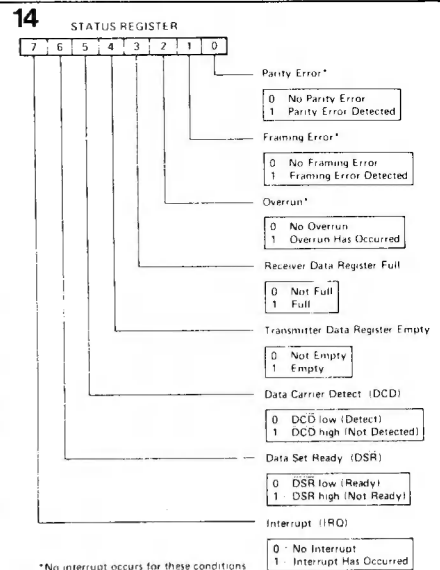 14
STATUS REGISTER
7 6 5 4 3 2 1 0
Parity Error*
0 No Parity Error
1 Parity Error Detected
Framing Error*
0 No Framing Error
1 Framing Error Detected
Overrun*
0 No Overrun
1 Overrun Has Occurred
Receiver Data Register Full
0 Not Full
1 Full
Transmitter Data Register Empty
0 Not Empty
1 Empty
Data Carrier Detect (DCD)
0 DCD low (Detect)
1 DCD high (Not Detected)
Data Set Ready (DSR)
0 DSR low (Ready)
1 DSR high (Not Ready)
Interrupt (IRQ)
0 No Interrupt
1 Interrupt Has Occurred
*No interrupt occurs for these conditions